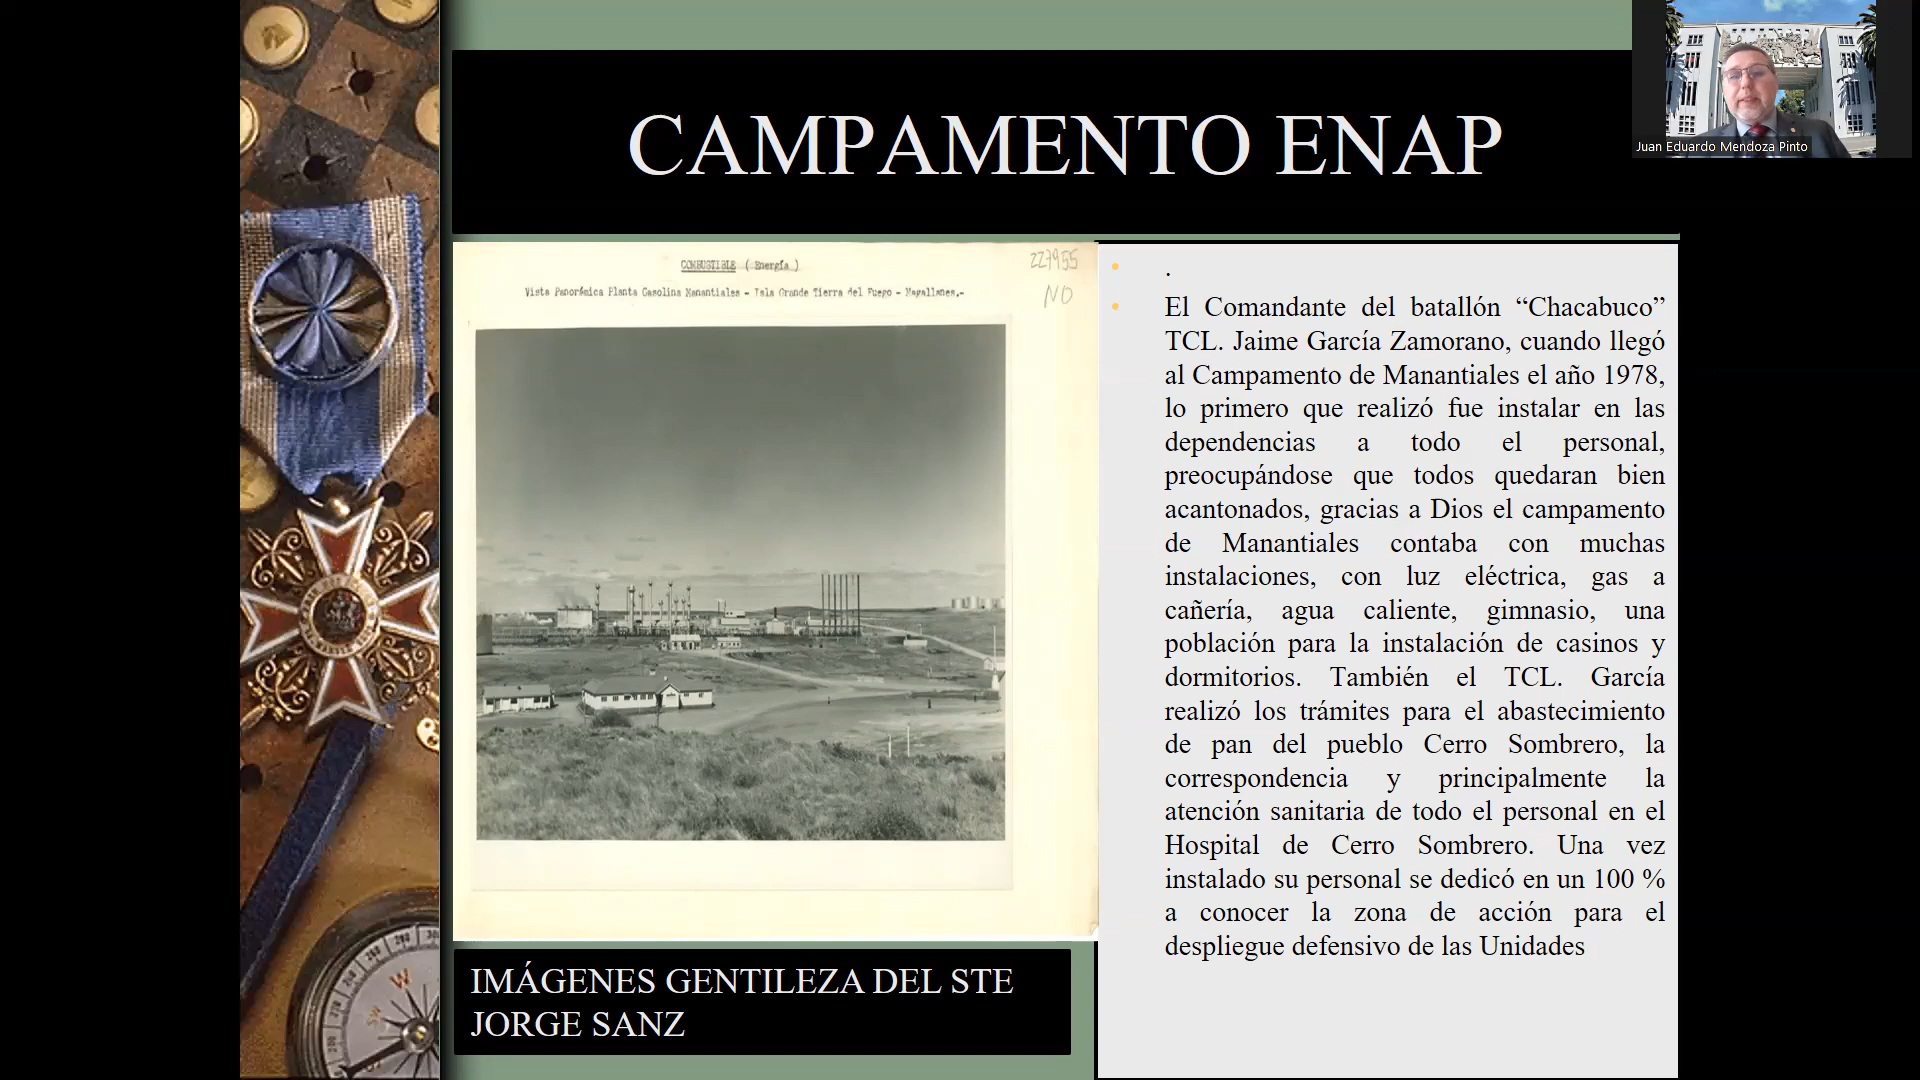 CAMPAMENTO ENAP
Juan Eduardo Mendoza Pinto
COMBUSTIBLE ( Energía )
227955
NO
Vista Panorámica Planta Gasolina Manantiales - Isla Grande Tierra del Fuego - Magallanes.-
.
El Comandante del batallón “Chacabuco”
TCL. Jaime García Zamorano, cuando llegó
al Campamento de Manantiales el año 1978,
lo primero que realizó fue instalar en las
dependencias a todo el personal,
preocupándose que todos quedaran bien
acantonados, gracias a Dios el campamento
de Manantiales contaba con muchas
instalaciones, con luz eléctrica, gas a
cañería, agua caliente, gimnasio, una
población para la instalación de casinos y
dormitorios. También el TCL. García
realizó los trámites para el abastecimiento
de pan del pueblo Cerro Sombrero, la
correspondencia y principalmente la
atención sanitaria de todo el personal en el
Hospital de Cerro Sombrero. Una vez
instalado su personal se dedicó en un 100 %
a conocer la zona de acción para el
despliegue defensivo de las Unidades
IMÁGENES GENTILEZA DEL STE
JORGE SANZ